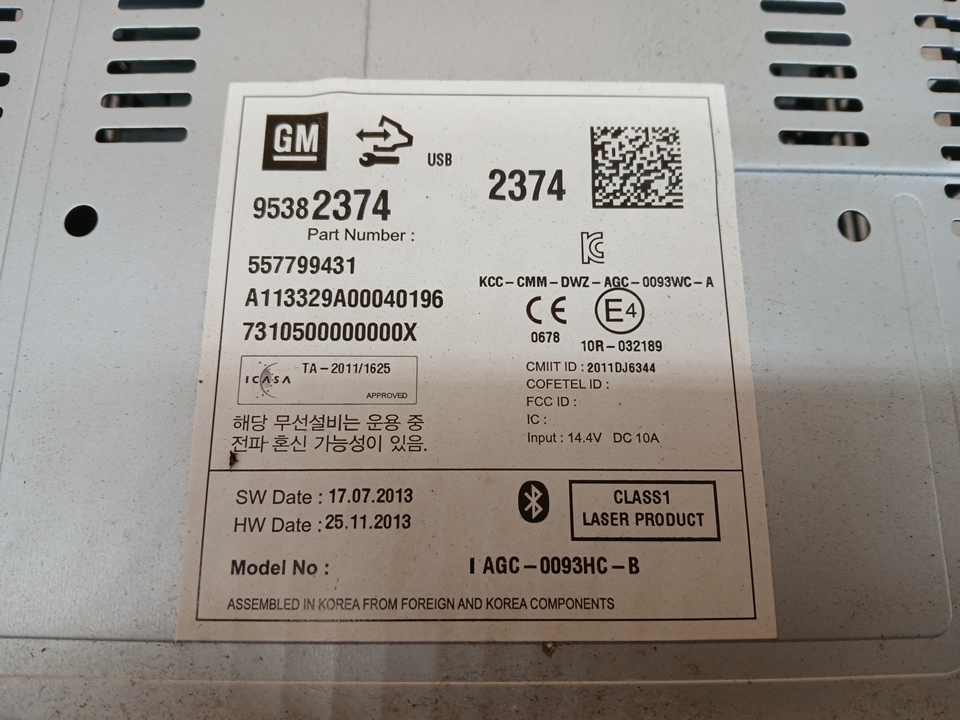 GM
USB
95382374
2374
Part Number :
557799431
A113329A00040196
7310500000000X
KCC-CMM-DWZ-AGC-0093WC-A
CE E4
0678 10R-032189
ICASA TA-2011/1625
APPROVED
CMIIT ID : 2011DJ6344
COFETEL ID :
FCC ID :
IC :
Input : 14.4V DC 10A
해당 무선설비는 운용 중
전파 혼신 가능성이 있음.
SW Date : 17.07.2013
HW Date : 25.11.2013
CLASS1
LASER PRODUCT
Model No : I AGC-0093HC-B
ASSEMBLED IN KOREA FROM FOREIGN AND KOREA COMPONENTS